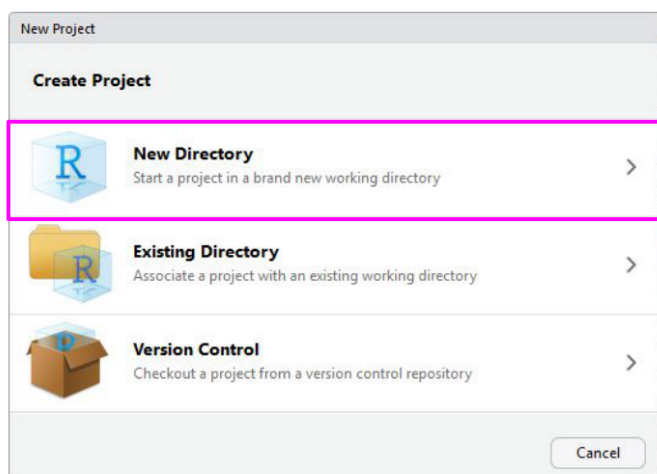 New Project
Create Project
R
New Directory
Start a project in a brand new working directory
R
Existing Directory
Associate a project with an existing working directory
Version Control
Checkout a project from a version control repository
Cancel